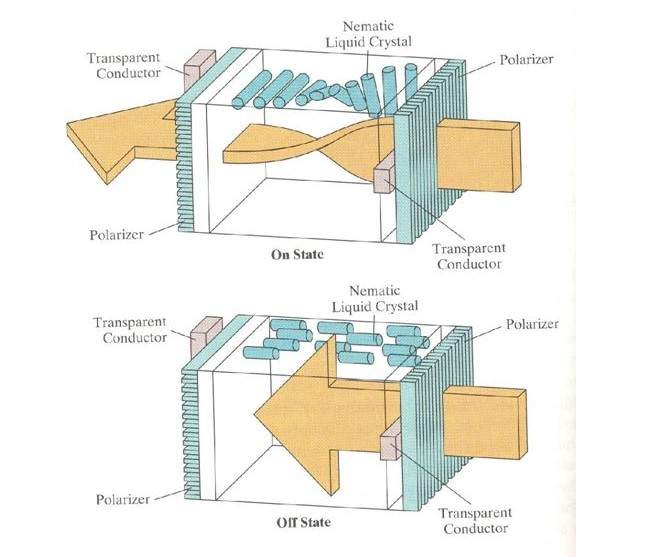 Nematic
Liquid Crystal
Transparent
Conductor
Polarizer
Polarizer
Transparent
Conductor
On State
Nematic
Liquid Crystal
Transparent
Conductor
Polarizer
Polarizer
Transparent
Conductor
Off State